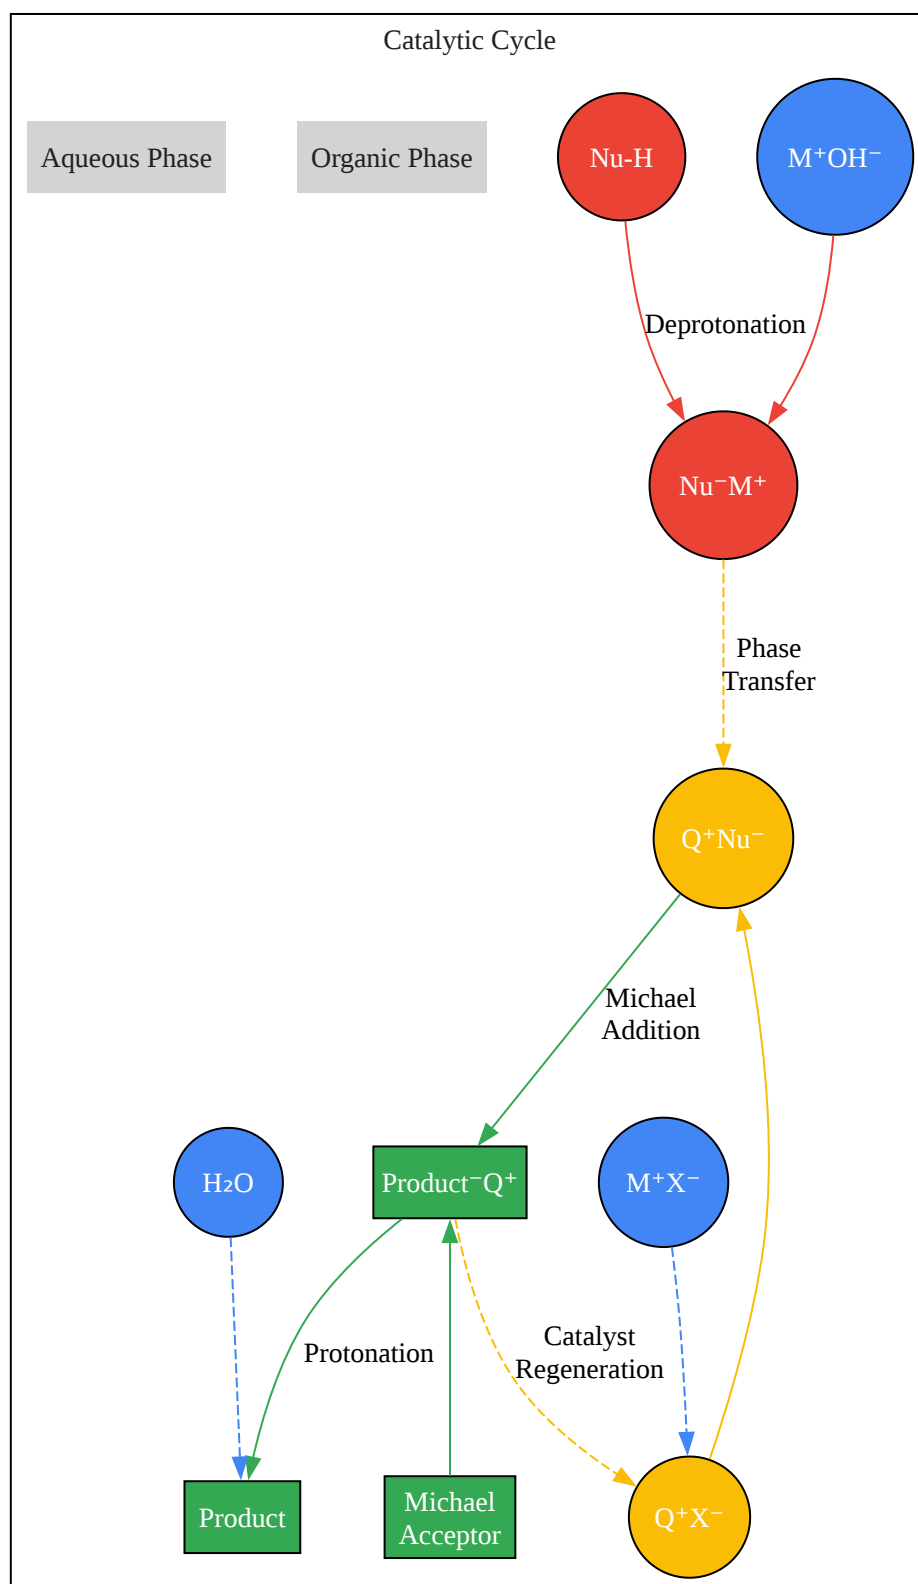 Catalytic Cycle
Aqueous Phase
Organic Phase
Nu-H
M⁺OH⁻
Deprotonation
Nu⁻M⁺
Phase
Transfer
Q⁺Nu⁻
Michael
Addition
H₂O
Product⁻Q⁺
M⁺X⁻
Protonation
Catalyst
Regeneration
Product
Michael
Acceptor
Q⁺X⁻